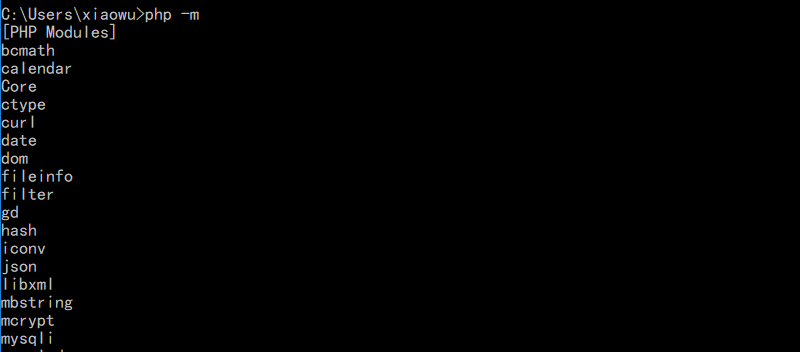 C:\Users\xiaowu>php -m
[PHP Modules]
bcmath
calendar
Core
ctype
curl
date
dom
fileinfo
filter
gd
hash
iconv
json
libxml
mbstring
mcrypt
mysqli